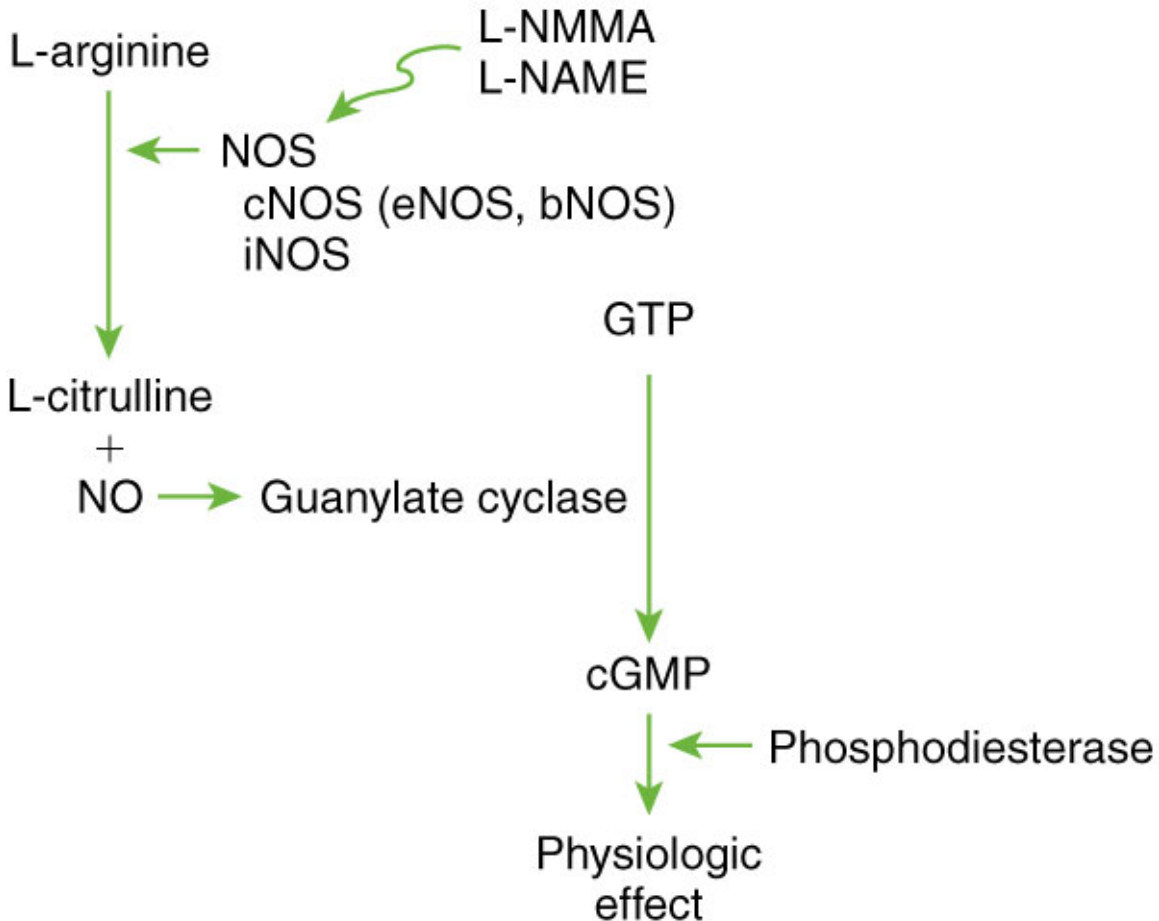 L-arginine
L-NMMA
L-NAME
NOS
cNOS (eNOS, bNOS)
iNOS
GTP
L-citrulline
+
NO
Guanylate cyclase
cGMP
Phosphodiesterase
Physiologic
effect